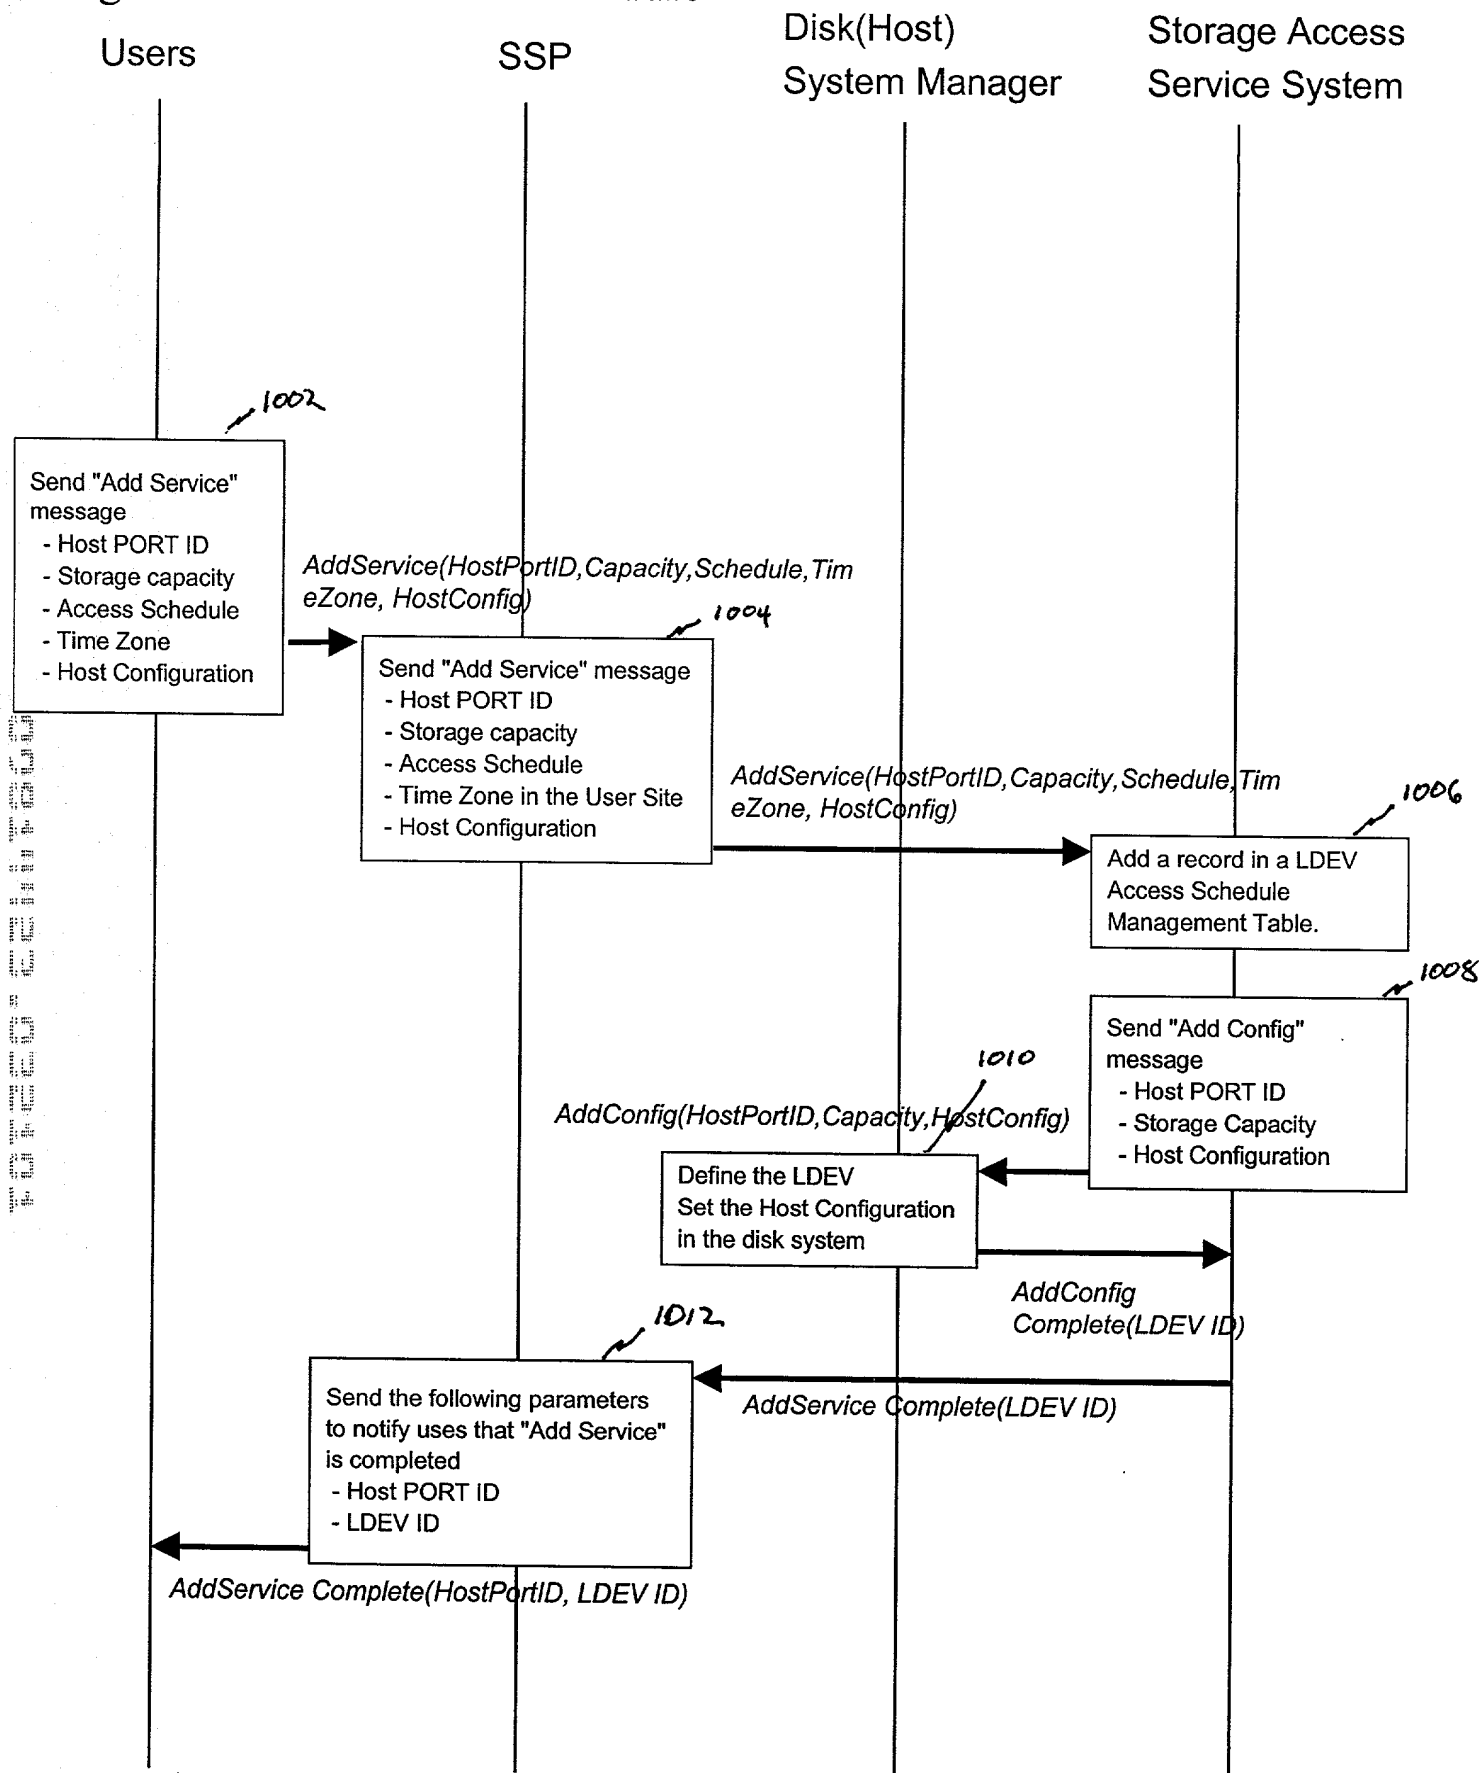 Users
SSP
Disk(Host)
System Manager
Storage Access
Service System
1002
Send "Add Service"
message
- Host PORT ID
- Storage capacity
- Access Schedule
- Time Zone
- Host Configuration
AddService(HostPortID,Capacity,Schedule,Tim
eZone, HostConfig)
1004
Send "Add Service" message
- Host PORT ID
- Storage capacity
- Access Schedule
- Time Zone in the User Site
- Host Configuration
AddService(HostPortID,Capacity,Schedule,Tim
eZone, HostConfig)
1006
Add a record in a LDEV
Access Schedule
Management Table.
1008
Send "Add Config"
message
- Host PORT ID
- Storage Capacity
- Host Configuration
1010
AddConfig(HostPortID,Capacity,HostConfig)
Define the LDEV
Set the Host Configuration
in the disk system
AddConfig
Complete(LDEV ID)
1012
Send the following parameters
to notify uses that "Add Service"
is completed
- Host PORT ID
- LDEV ID
AddService Complete(LDEV ID)
AddService Complete(HostPortID, LDEV ID)